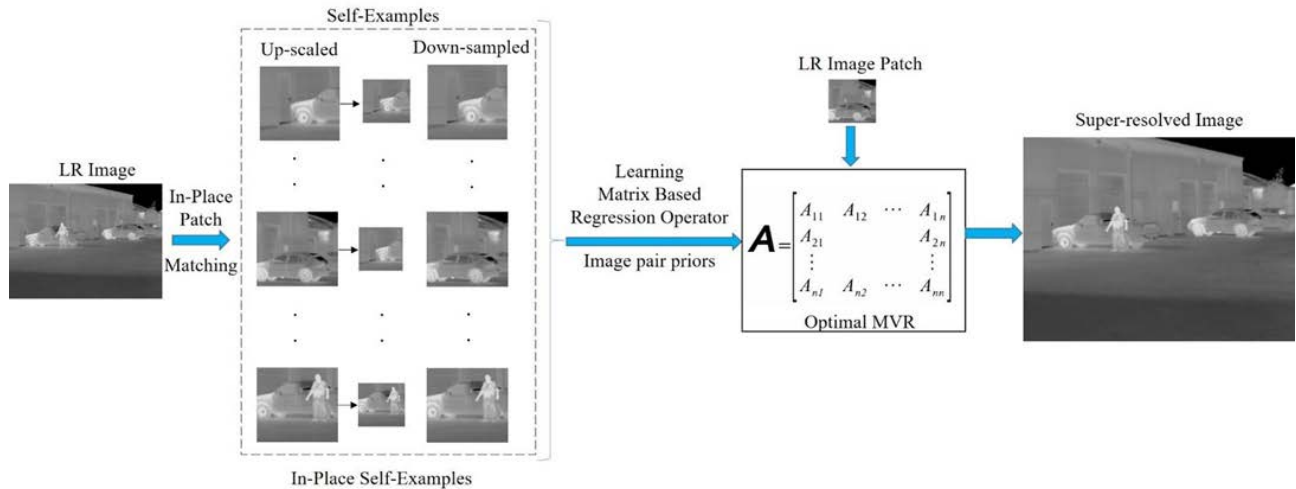 LR Image
In-Place
Patch
Matching
Self-Examples
Up-scaled
Down-sampled
In-Place Self-Examples
Learning
Matrix Based
Regression Operator
Image pair priors
LR Image Patch
A = [ A11 A12 ⋯ A1n
A21 A2n
⋮ ⋮
An1 An2 ⋯ Ann ]
Optimal MVR
Super-resolved Image